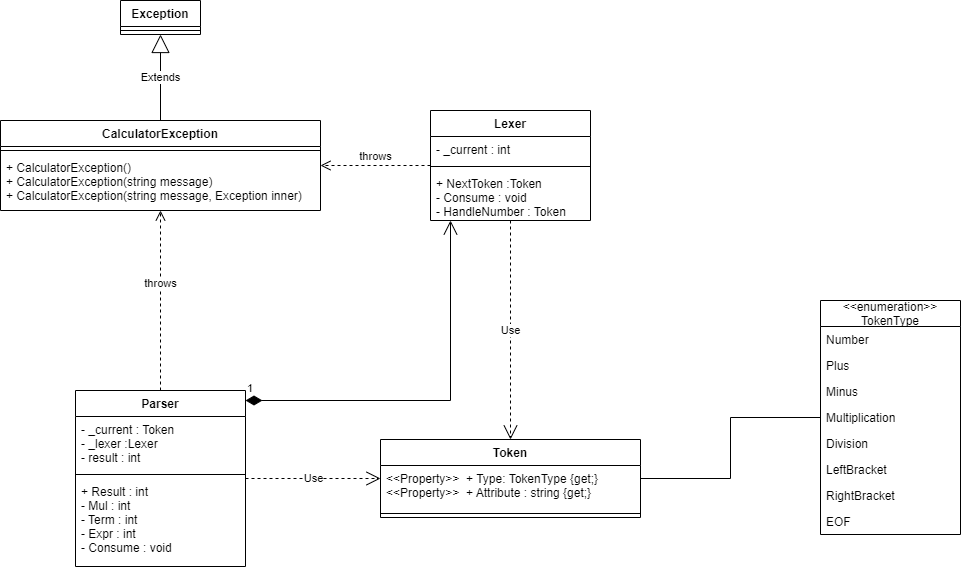 Exception
Extends
CalculatorException
+ CalculatorException()
+ CalculatorException(string message)
+ CalculatorException(string message, Exception inner)
throws
Lexer
- _current : int
+ NextToken :Token
- Consume : void
- HandleNumber : Token
throws
Use
1
Parser
- _current : Token
- _lexer :Lexer
- result : int
+ Result : int
- Mul : int
- Term : int
- Expr : int
- Consume : void
Use
Token
<<Property>> + Type: TokenType {get;}
<<Property>> + Attribute : string {get;}
<<enumeration>>
TokenType
Number
Plus
Minus
Multiplication
Division
LeftBracket
RightBracket
EOF